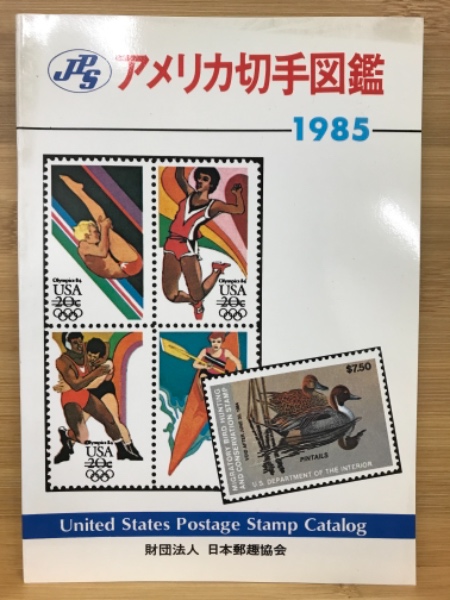 JPS アメリカ切手図鑑
1985
Olympics 84
USA
20c
Olympics 84
USA
20c
Olympics 84
USA
20c
$7.50
MIGRATORY BIRD HUNTING
AND CONSERVATION STAMP
PINTAILS
U.S. DEPARTMENT OF THE INTERIOR
United States Postage Stamp Catalog
財団法人 日本郵趣協会